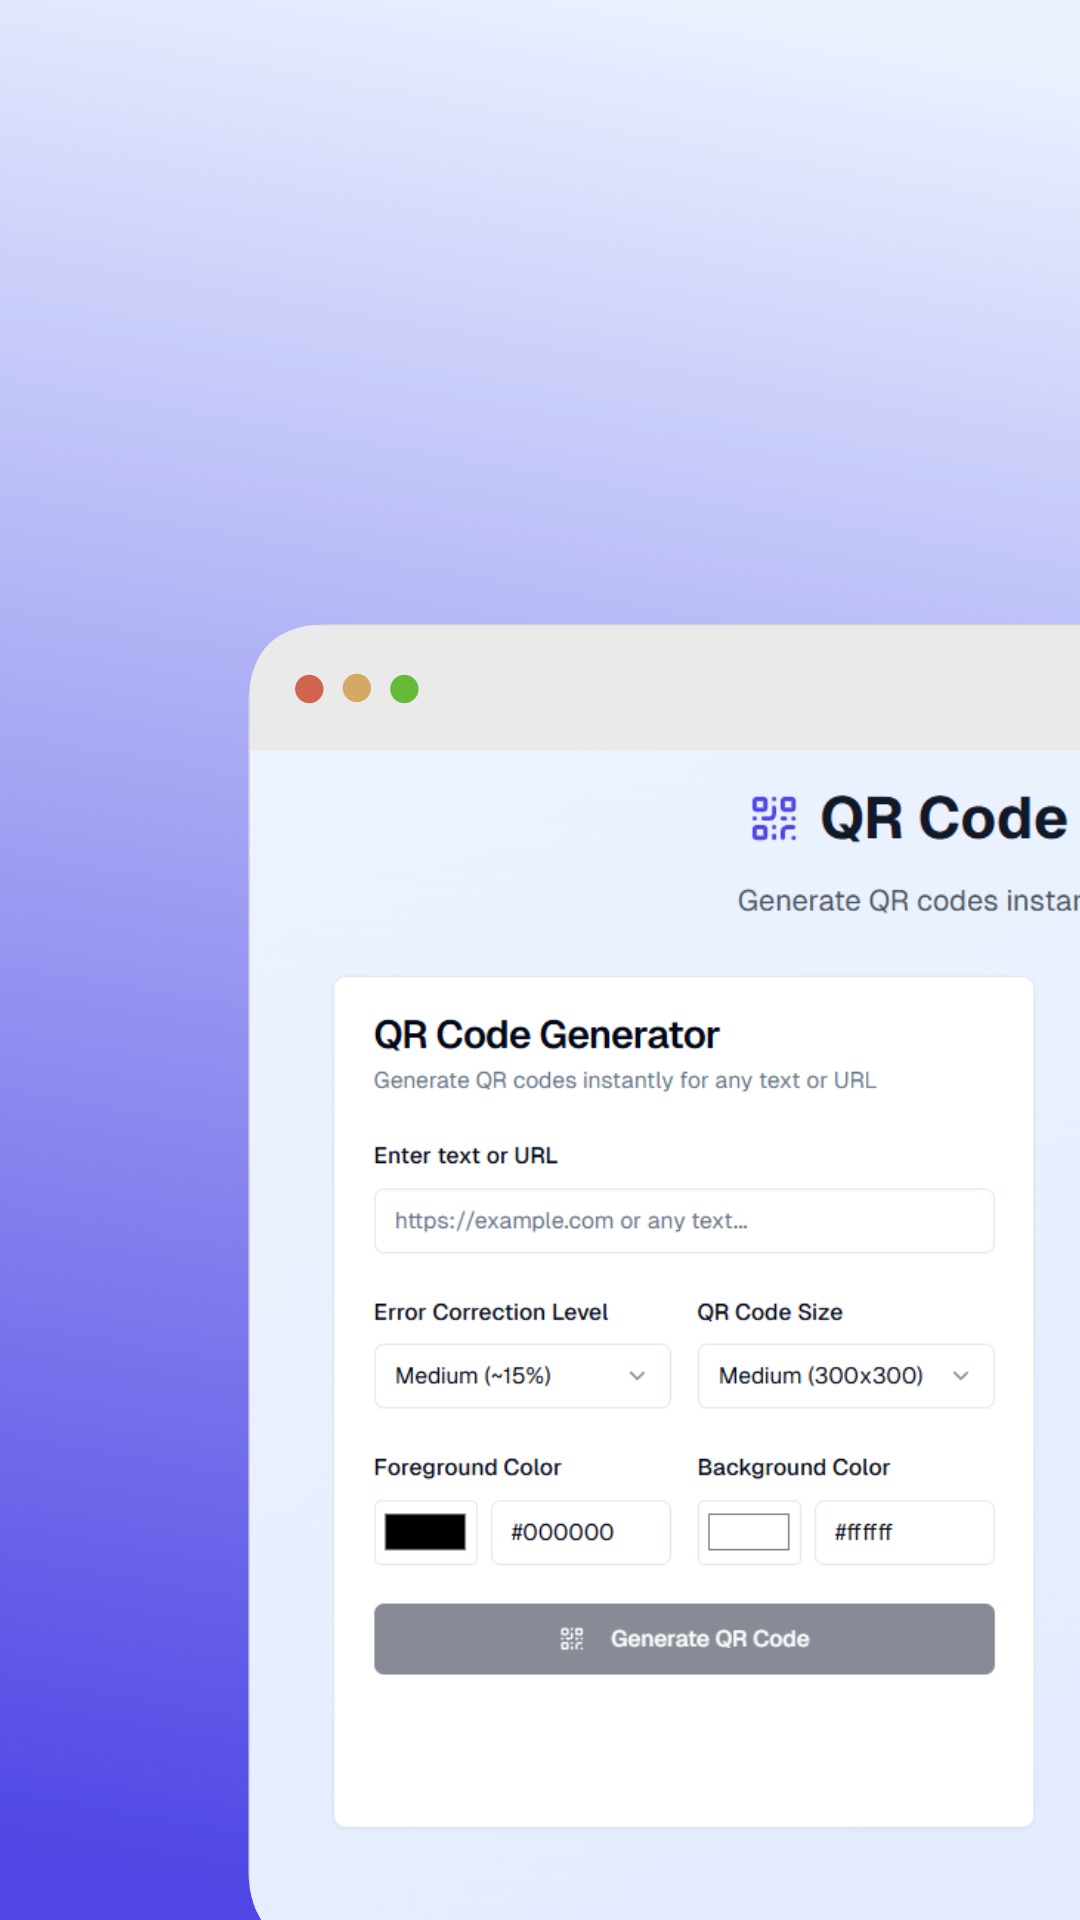 QR Code
Generate QR codes
QR Code Generator
Generate QR codes instantly for any text or URL
Enter text or URL
https://example.com or any text...
Error Correction Level
QR Code Size
Medium (~15%)
Medium (300x300)
Foreground Color
Background Color
#000000
#ffffff
Generate QR Code